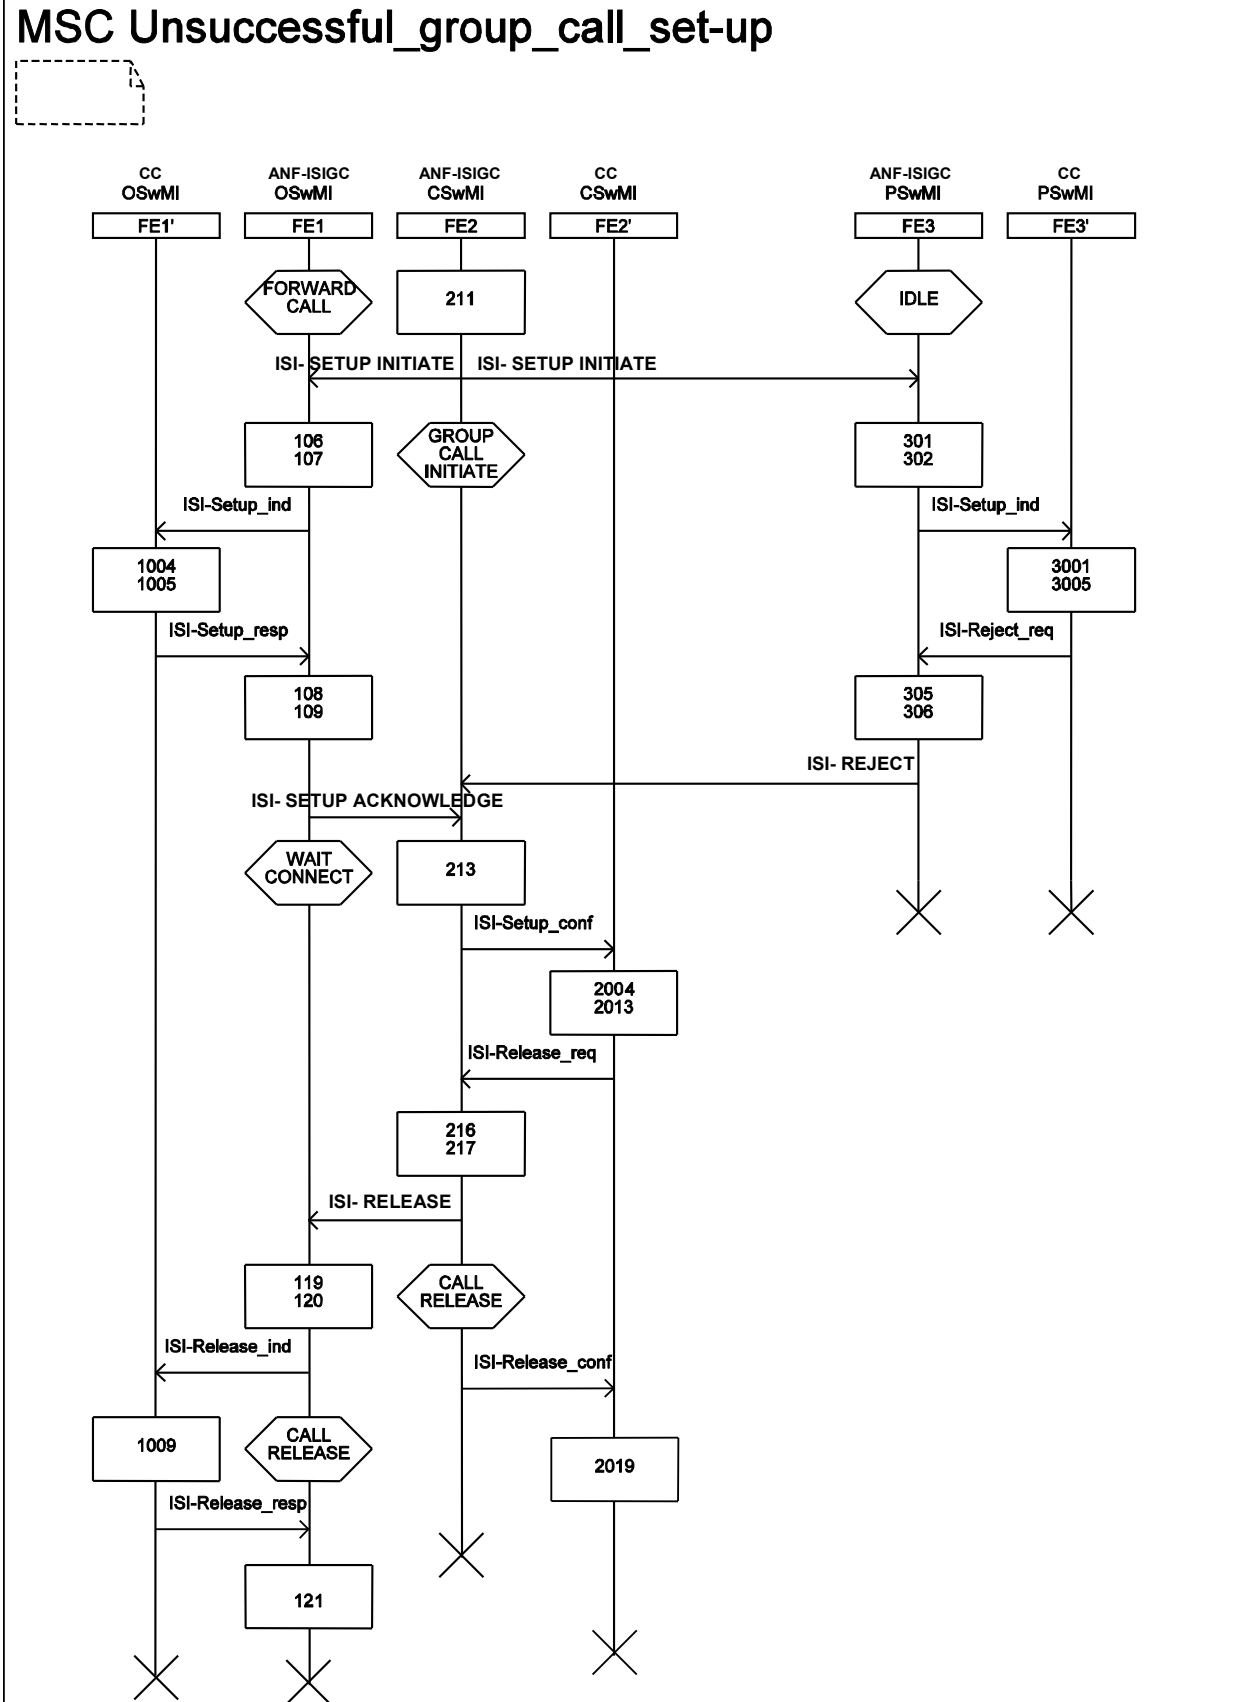 MSC Unsuccessful_group_call_set-up
CC ANF-ISIGC ANF-ISIGC CC ANF-ISIGC CC
OSwMI OSwMI CSwMI CSwMI PSwMI PSwMI
FE1' FE1 FE2 FE2' FE3 FE3'
FORWARD
CALL
211
IDLE
ISI- SETUP INITIATE ISI- SETUP INITIATE
106
107
GROUP
CALL
INITIATE
301
302
ISI-Setup_ind ISI-Setup_ind
1004
1005
3001
3005
ISI-Setup_resp ISI-Reject_req
108
109
305
306
ISI- REJECT
ISI- SETUP ACKNOWLEDGE
WAIT
CONNECT
213
ISI-Setup_conf
2004
2013
ISI-Release_req
216
217
ISI- RELEASE
119
120
CALL
RELEASE
ISI-Release_ind
ISI-Release_conf
1009
CALL
RELEASE
2019
ISI-Release_resp
121